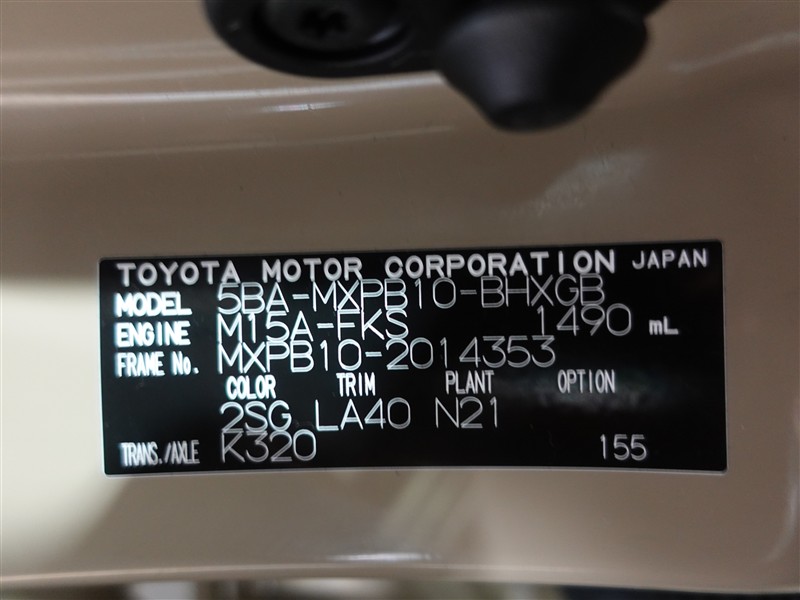 TOYOTA MOTOR CORPORATION JAPAN
MODEL 5BA-MXPB10-BHXGB
ENGINE M15A-FKS 1490 mL
FRAME No. MXPB10-2014353
COLOR TRIM PLANT OPTION
2SG LA40 N21
TRANS./AXLE K320 155